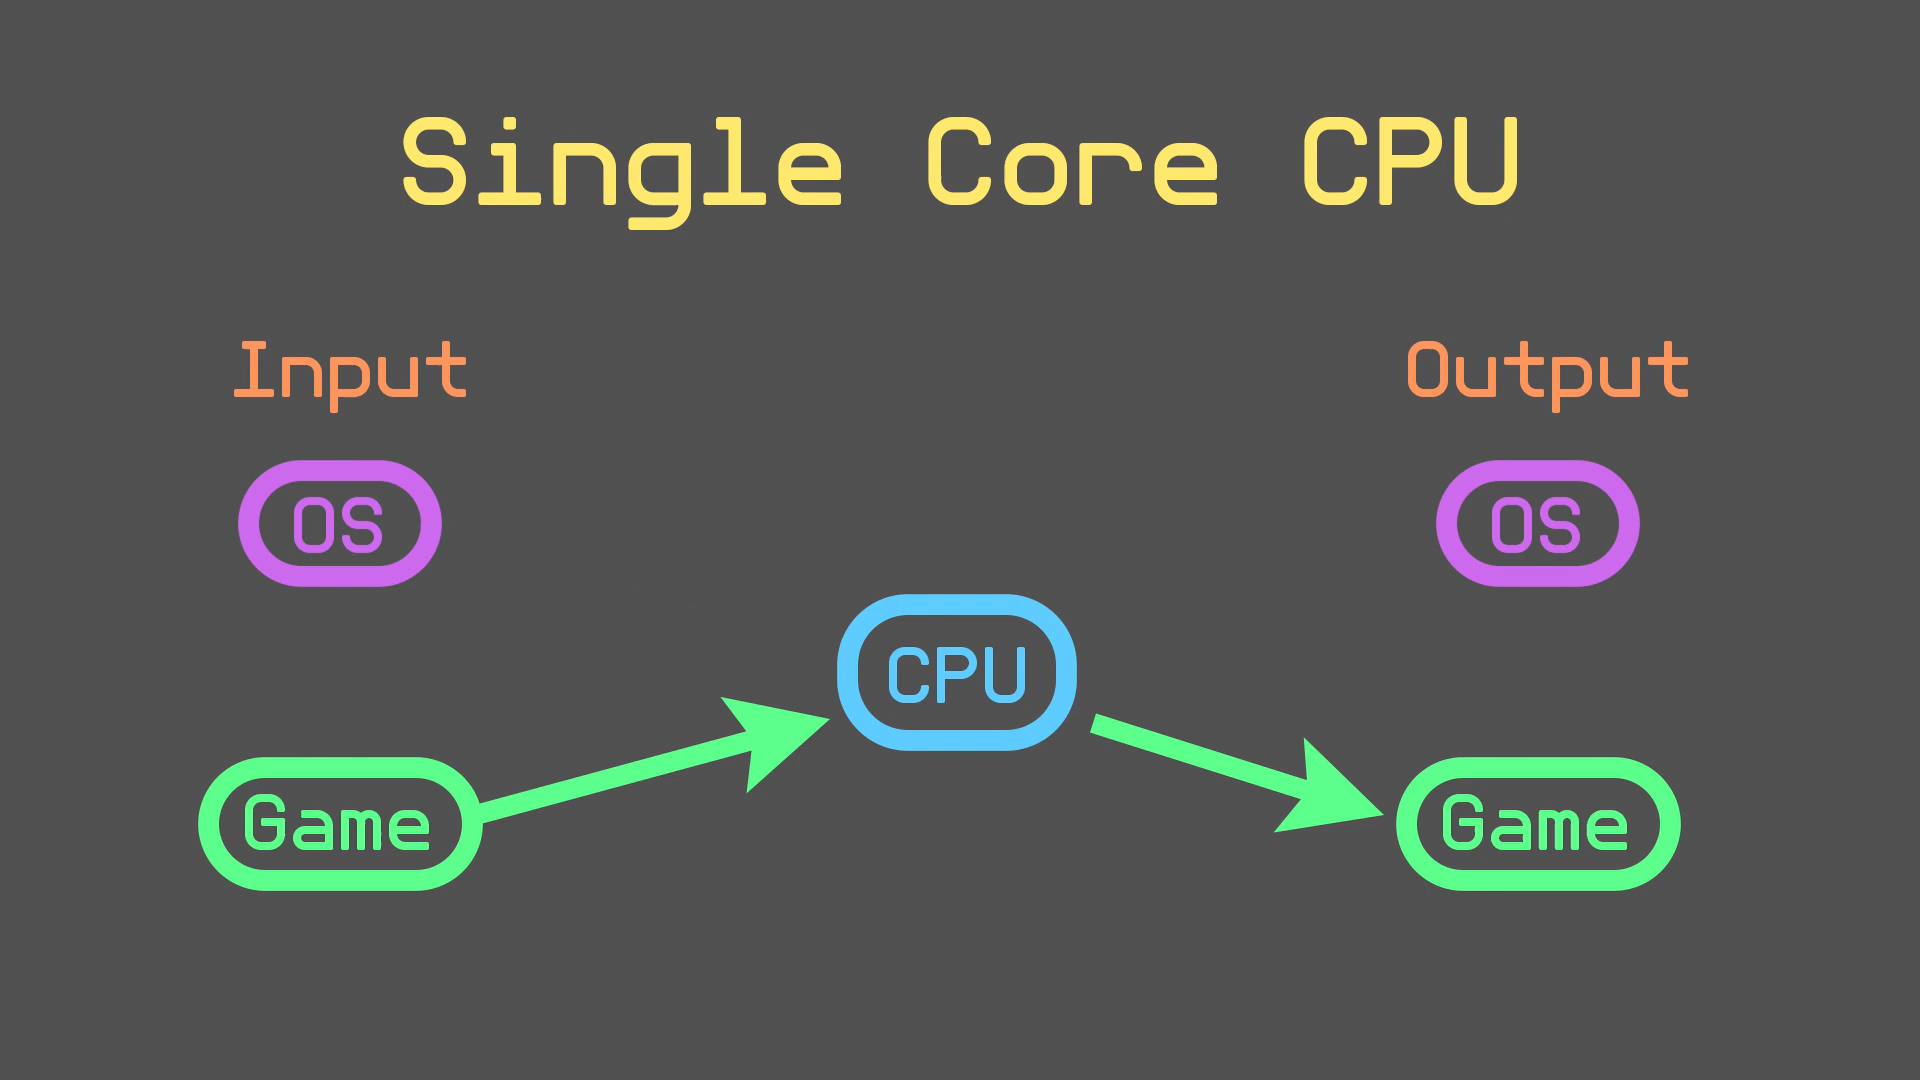 Single Core CPU
Input
Output
OS
OS
CPU
Game
Game